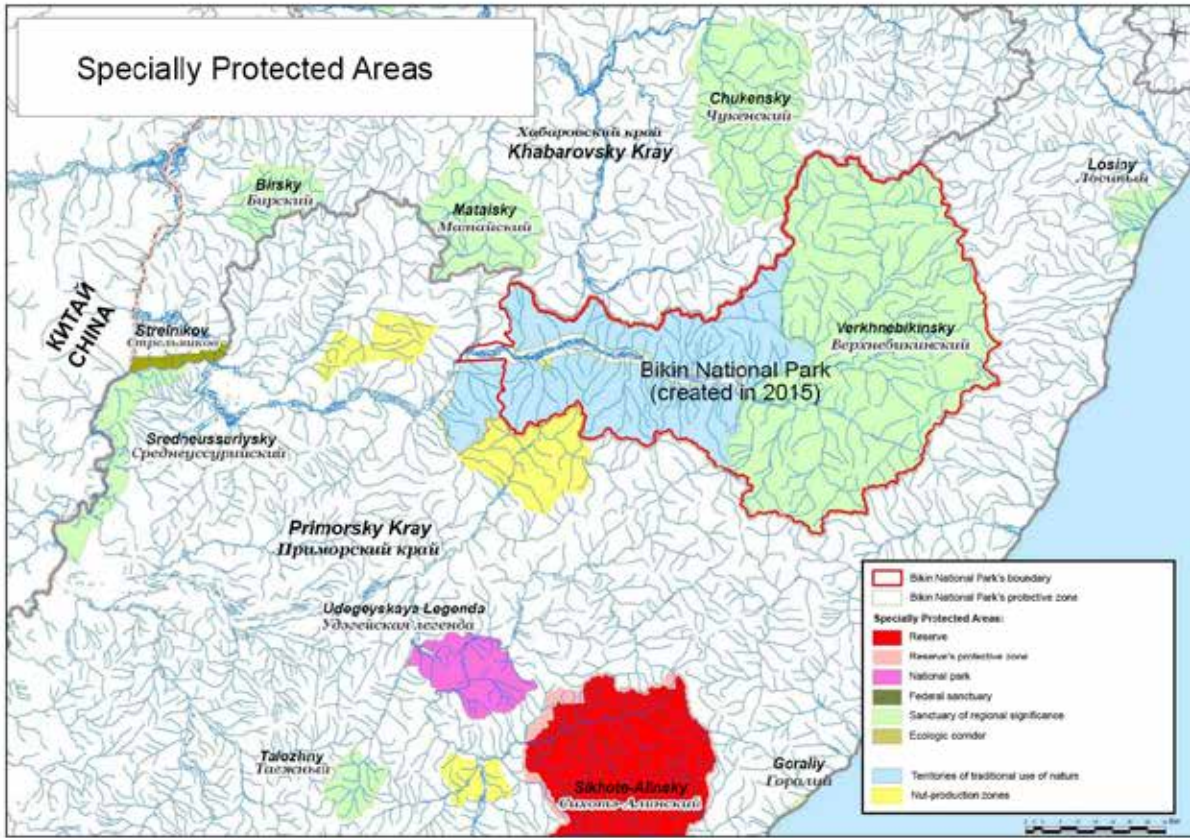 Specially Protected Areas
Chukensky
Чукенский
Хабаровский край
Khabarovsky Kray
Birsky
Бирский
Mataisky
Матайский
Losiny
Лосиный
КИТАЙ
CHINA
Strelnikov
Стрельников
Verkhnebikinsky
Верхнебикинский
Bikin National Park
(created in 2015)
Sredneussuriysky
Среднеуссурийский
Primorsky Kray
Приморский край
Udegeyskaya Legenda
Удэгейская легенда
Talozhny
Таежный
Sikhote-Alinsky
Сихотэ-Алинский
Goraliy
Горалий
Bikin National Park's boundary
Bikin National Park's protective zone
Specially Protected Areas:
Reserve
Reserve's protective zone
National park
Federal sanctuary
Sanctuary of regional significance
Ecologic corridor
Territories of traditional use of nature
Nut-production zones